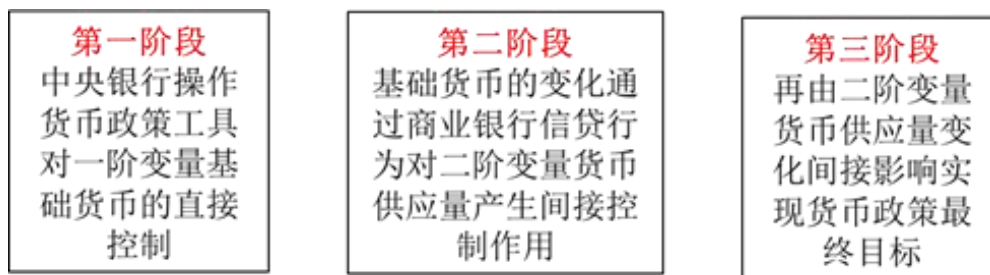 第一阶段
中央银行操作
货币政策工具
对一阶变量基
础货币的直接
控制
第二阶段
基础货币的变化通
过商业银行信贷行
为对二阶变量货币
供应量产生间接控
制作用
第三阶段
再由二阶变量
货币供应量变
化间接影响实
现货币政策最
终目标